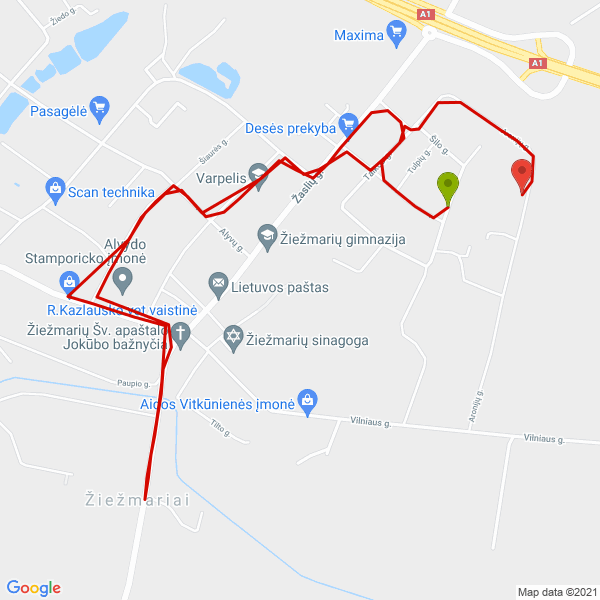 Žiedo g.
A1
Maxima
A1
Pasagėlė
Desės prekyba
Šiaurės g.
Šilo g.
Tulpių g.
Varpelis
Scan technika
Žaslių g.
Alyvų g.
Žiežmarių gimnazija
Alvydo
Stamporicko įmonė
Lietuvos paštas
R.Kazlausko vet vaistinė
Žiežmarių Šv. apaštalo
Jokūbo bažnyčia
Žiežmarių sinagoga
Paupio g.
Aidos Vitkūnienės įmonė
Aronijų g.
Tilto g.
Vilniaus g.
Vilniaus g.
Žiežmariai
Google
Map data ©2021